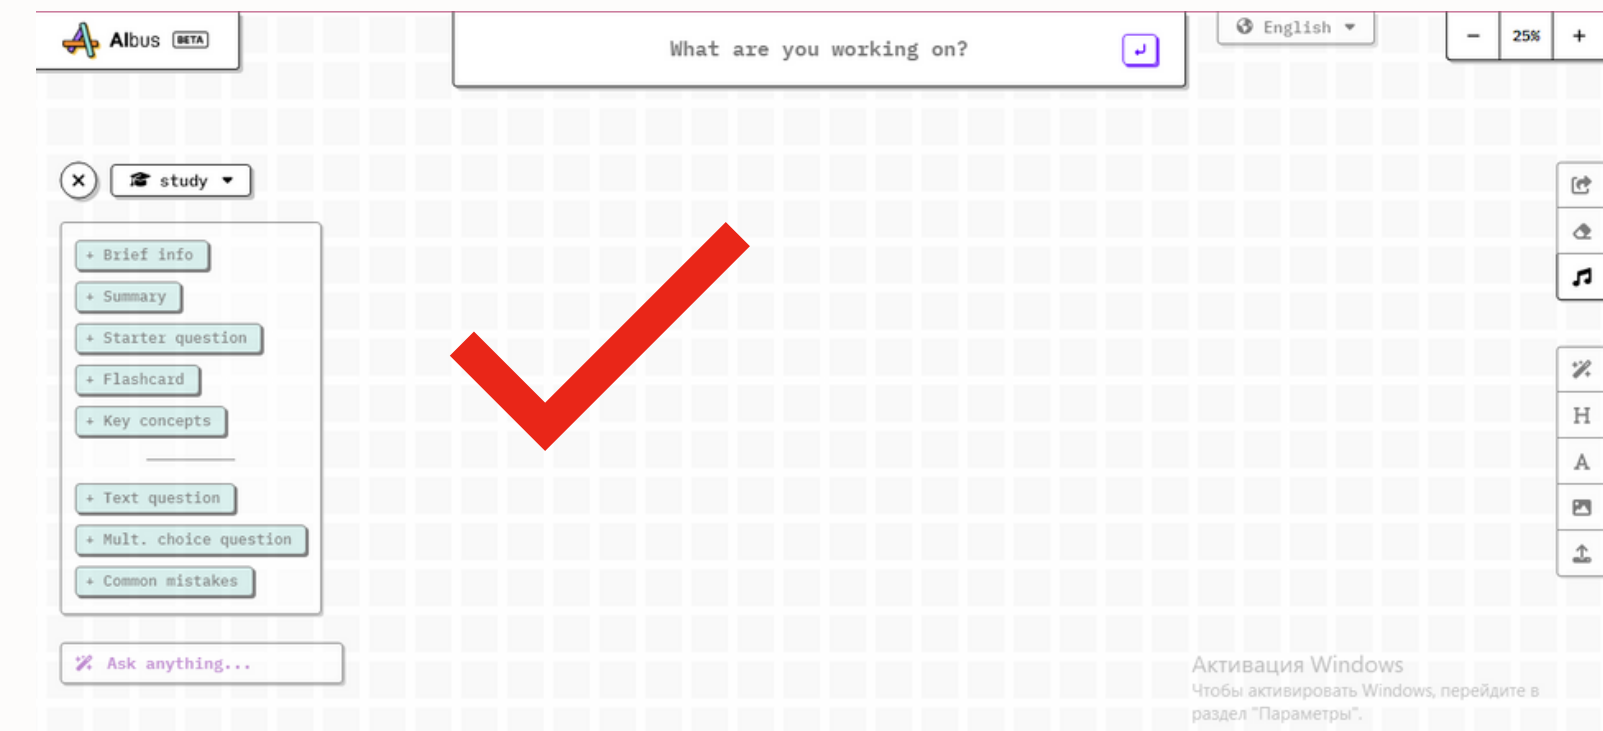 AIbus BETA
What are you working on?
English
− 25% +
study
+ Brief info
+ Summary
+ Starter question
+ Flashcard
+ Key concepts
+ Text question
+ Mult. choice question
+ Common mistakes
Ask anything...
H
A
Активация Windows
Чтобы активировать Windows, перейдите в
раздел "Параметры".